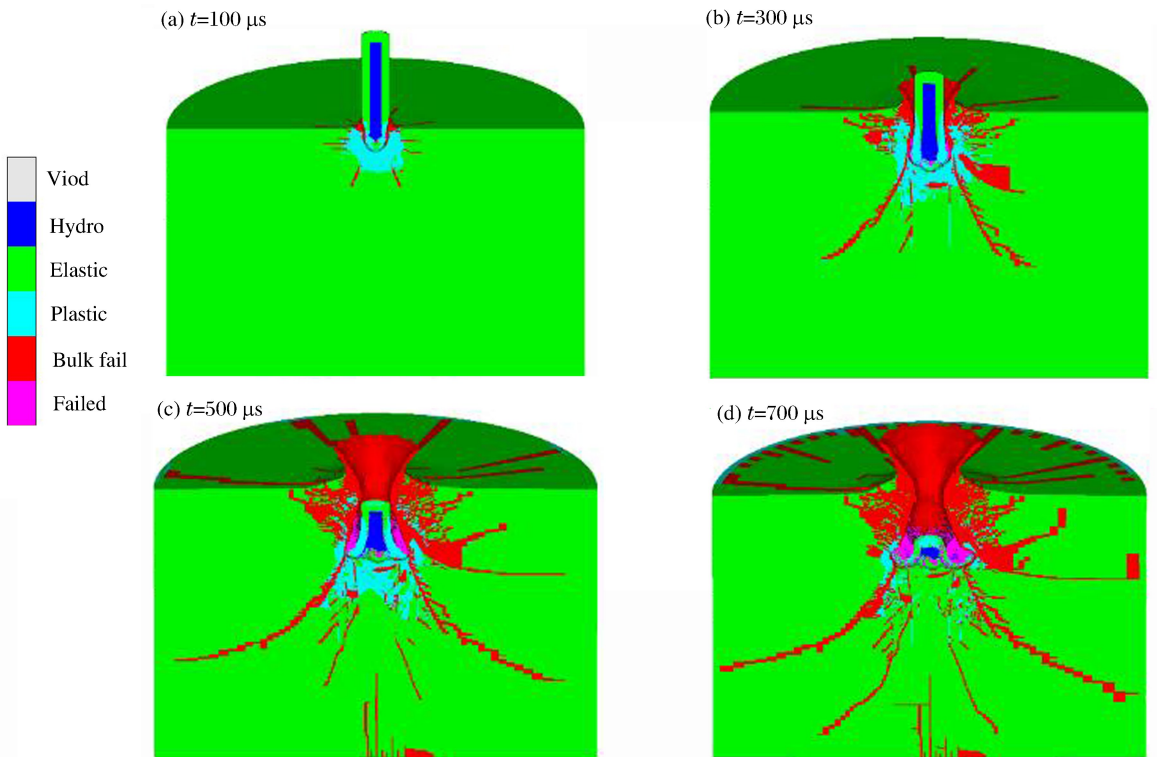 (a) t=100 μs
(b) t=300 μs
Viod
Hydro
Elastic
Plastic
Bulk fail
Failed
(c) t=500 μs
(d) t=700 μs